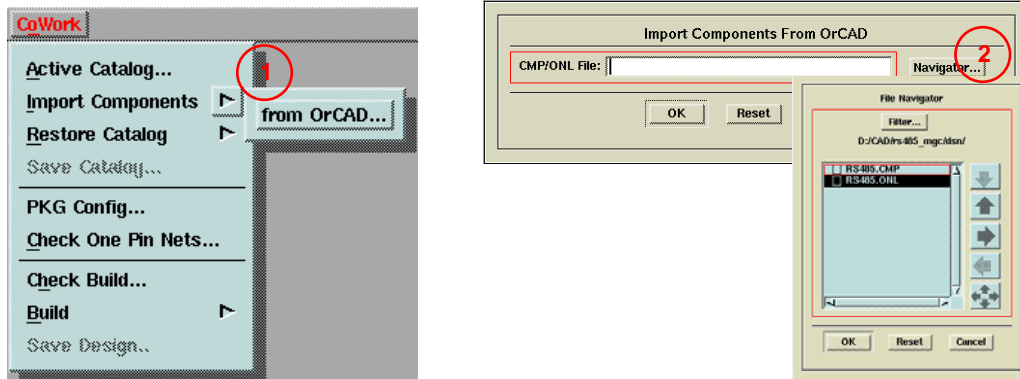 CoWork
Active Catalog...
1
Import Components
from OrCAD...
Restore Catalog
Save Catalog...
PKG Config...
Check One Pin Nets...
Check Build...
Build
Save Design..
Import Components From OrCAD
2
CMP/ONL File:
Navigator...
OK Reset
File Navigator
Filter...
D:/CAD/rs485_mgc/dsn/
RS485.CMP
RS485.ONL
OK Reset Cancel